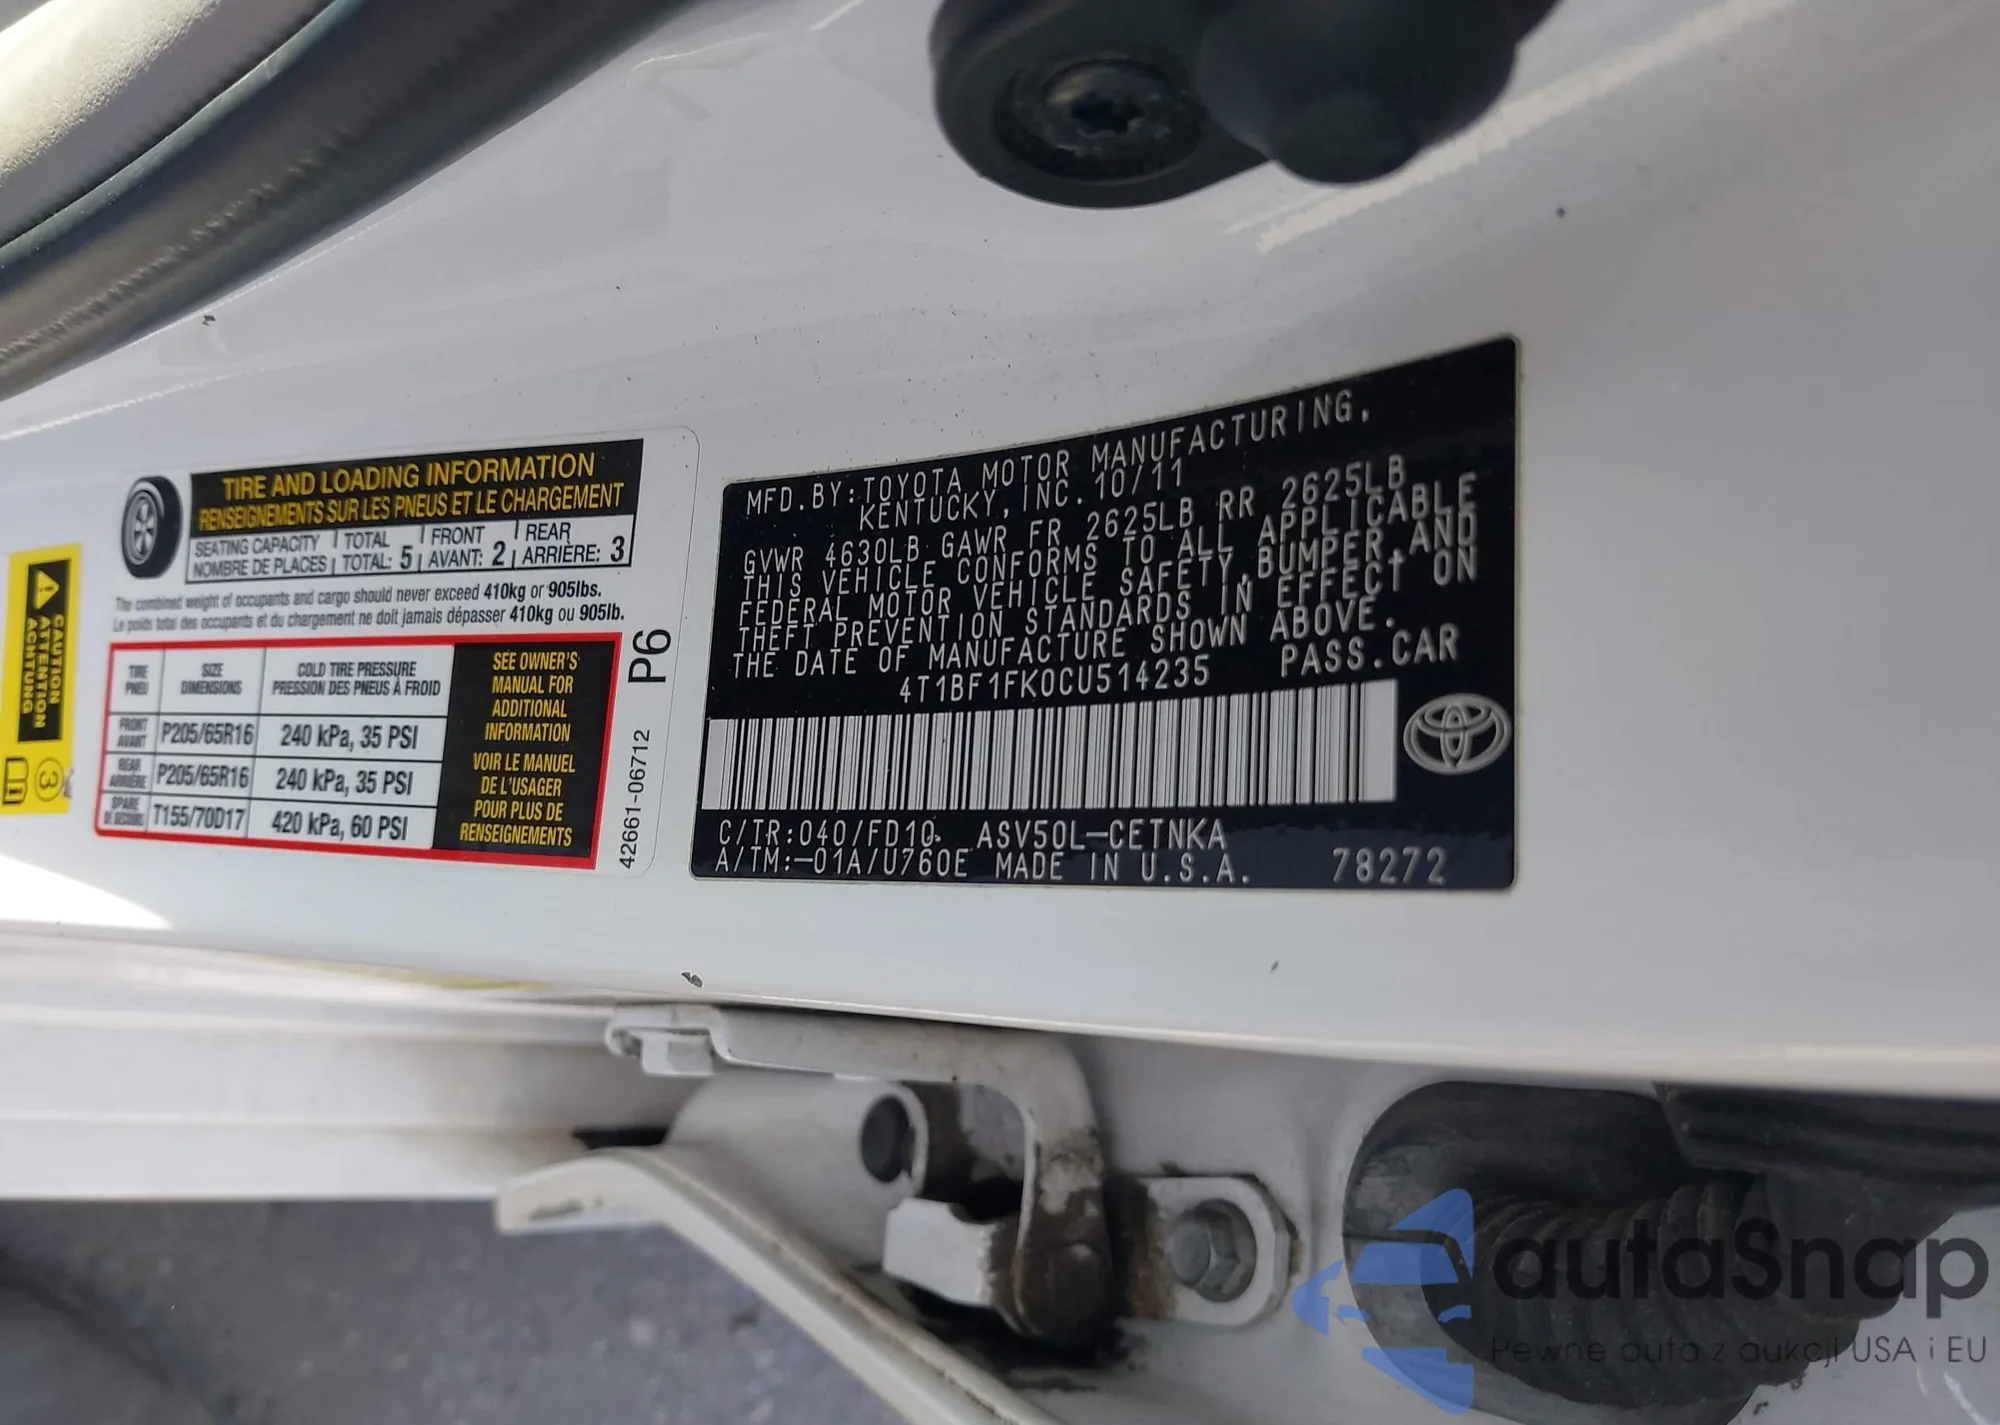 CAUTION
ATTENTION
ACHTUNG
3
TIRE AND LOADING INFORMATION
RENSEIGNEMENTS SUR LES PNEUS ET LE CHARGEMENT
SEATING CAPACITY TOTAL FRONT REAR
NOMBRE DE PLACES TOTAL: 5 AVANT: 2 ARRIÈRE: 3
The combined weight of occupants and cargo should never exceed 410kg or 905lbs.
Le poids total des occupants et du chargement ne doit jamais dépasser 410kg ou 905lb.
TIRE SIZE COLD TIRE PRESSURE
PNEU DIMENSIONS PRESSION DES PNEUS À FROID
FRONT
AVANT P205/65R16 240 kPa, 35 PSI
REAR
ARRIÈRE P205/65R16 240 kPa, 35 PSI
SPARE
DE SECOURS T155/70D17 420 kPa, 60 PSI
SEE OWNER'S
MANUAL FOR
ADDITIONAL
INFORMATION
VOIR LE MANUEL
DE L'USAGER
POUR PLUS DE
RENSEIGNEMENTS
P6
42661-06712
MFD.BY:TOYOTA MOTOR MANUFACTURING,
KENTUCKY, INC. 10/11
GVWR 4630LB GAWR FR 2625LB RR 2625LB
THIS VEHICLE CONFORMS TO ALL APPLICABLE
FEDERAL MOTOR VEHICLE SAFETY,BUMPER,AND
THEFT PREVENTION STANDARDS IN EFFECT ON
THE DATE OF MANUFACTURE SHOWN ABOVE.
4T1BF1FK0CU514235 PASS.CAR
C/TR:040/FD10 ASV50L-CETNKA
A/TM:-01A/U760E MADE IN U.S.A. 78272
autaSnap
Pewne auta z aukcji USA i EU